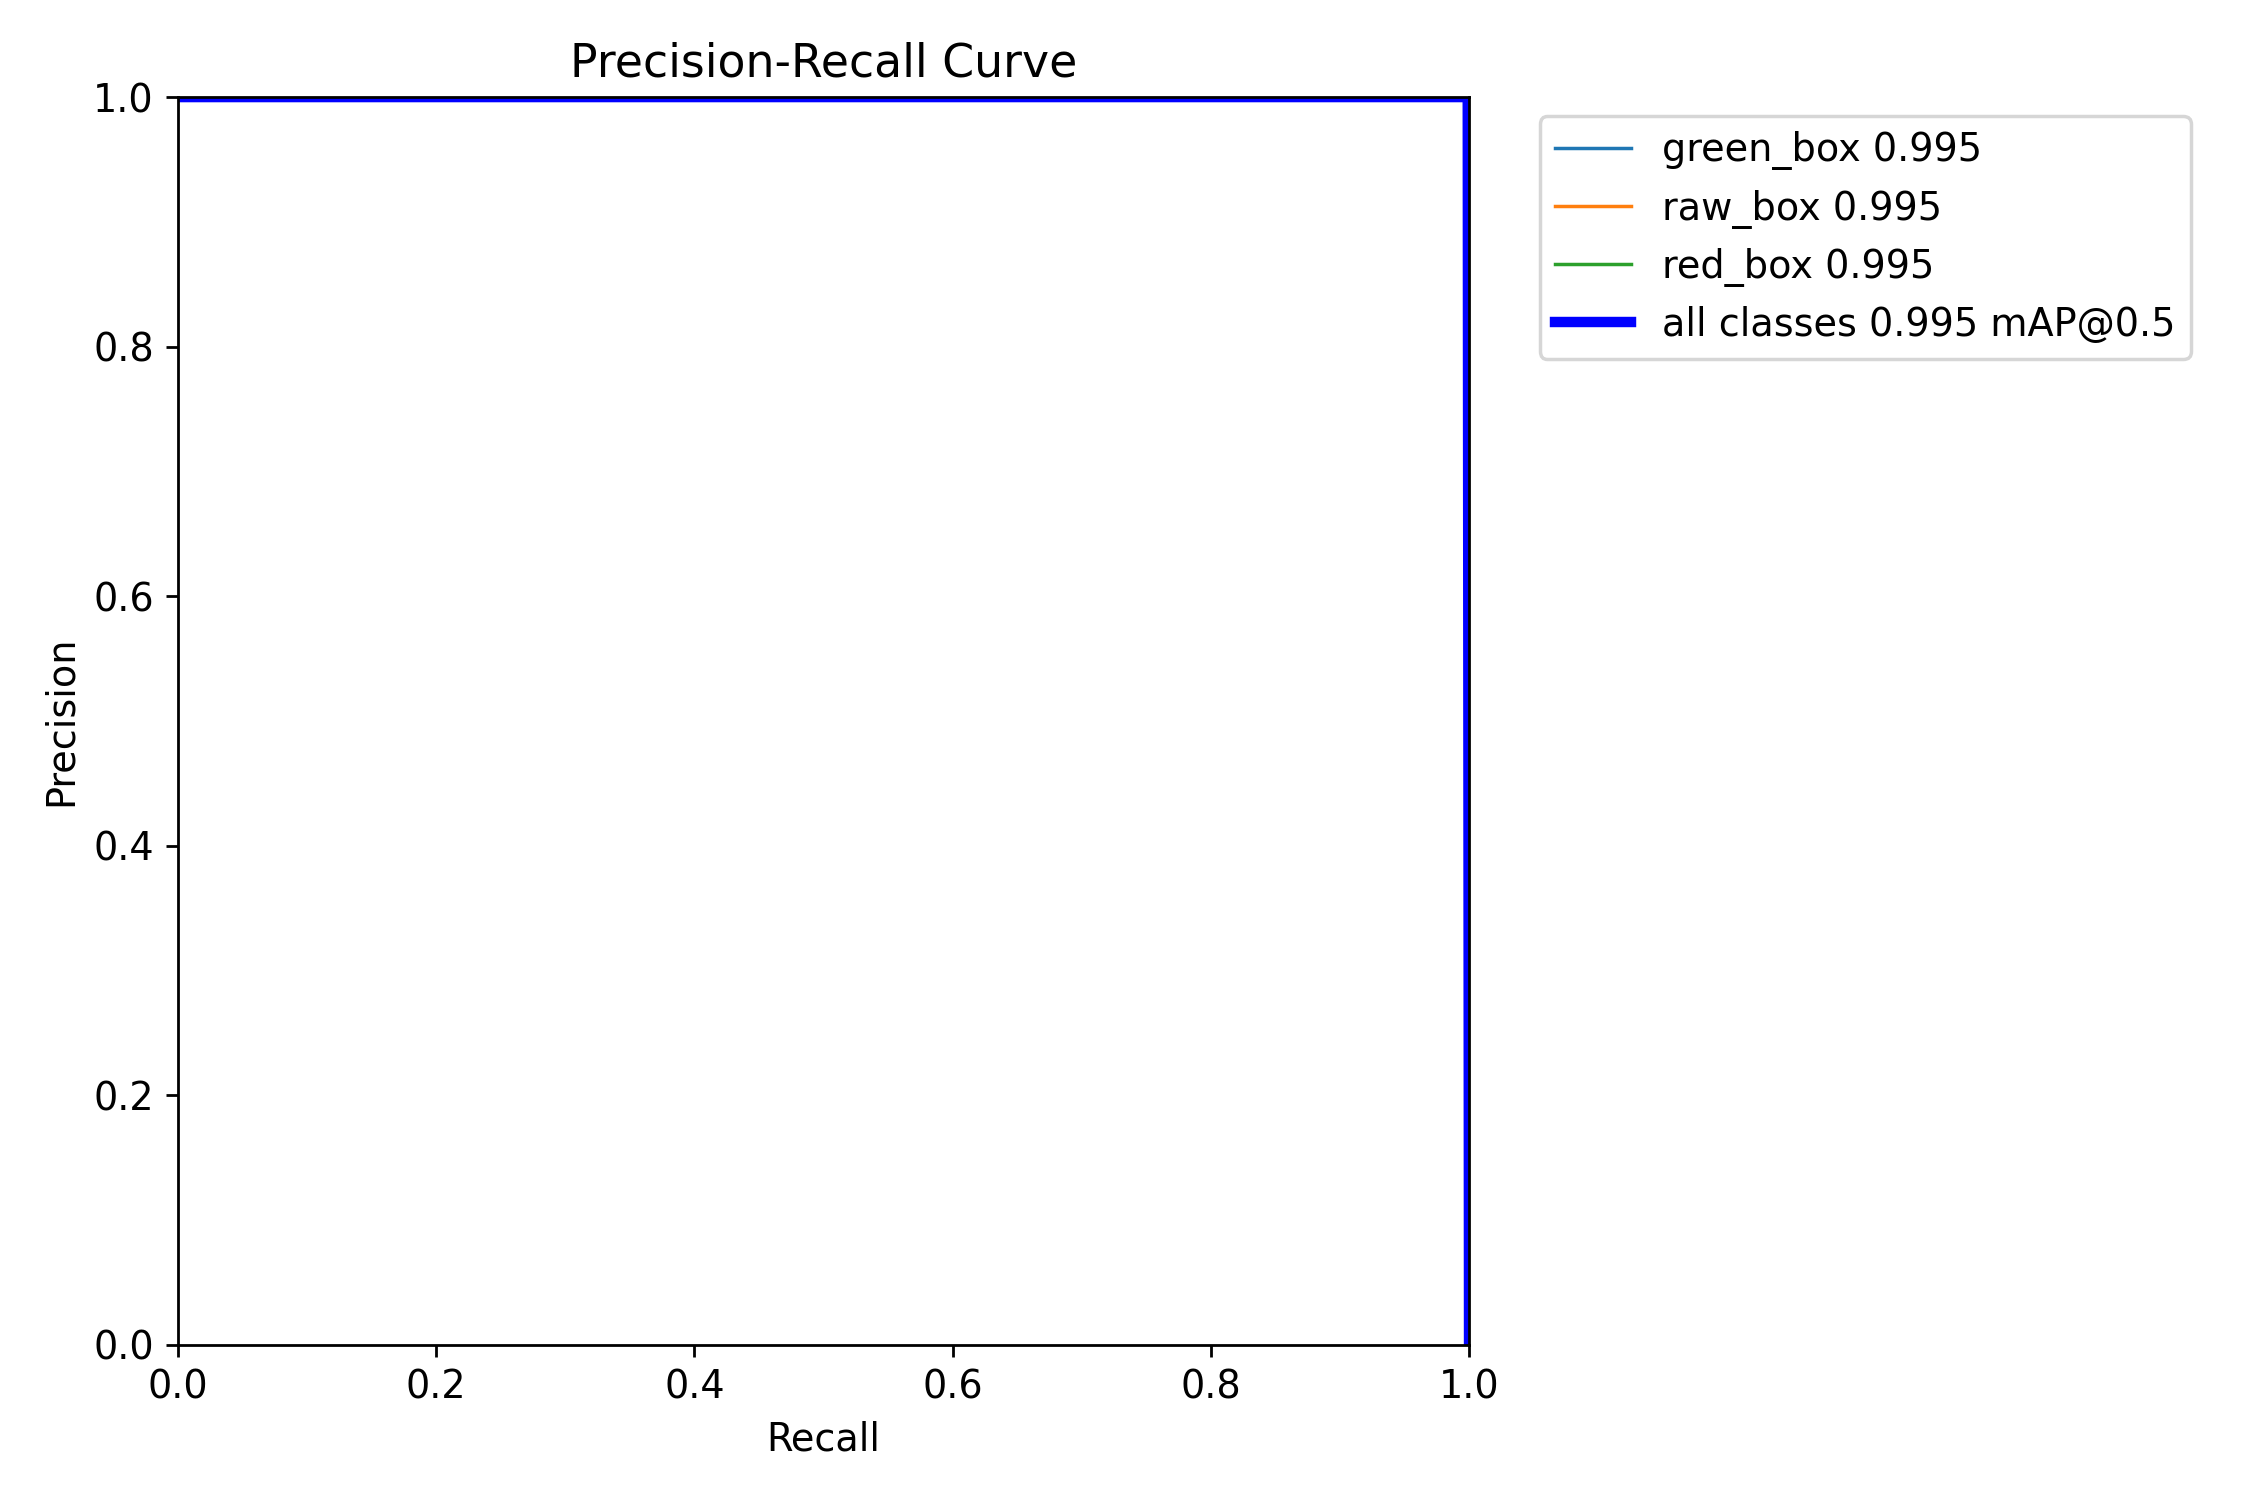 Precision-Recall Curve
1.0
0.8
0.6
0.4
0.2
0.0
Precision
0.0 0.2 0.4 0.6 0.8 1.0
Recall
green_box 0.995
raw_box 0.995
red_box 0.995
all classes 0.995 mAP@0.5